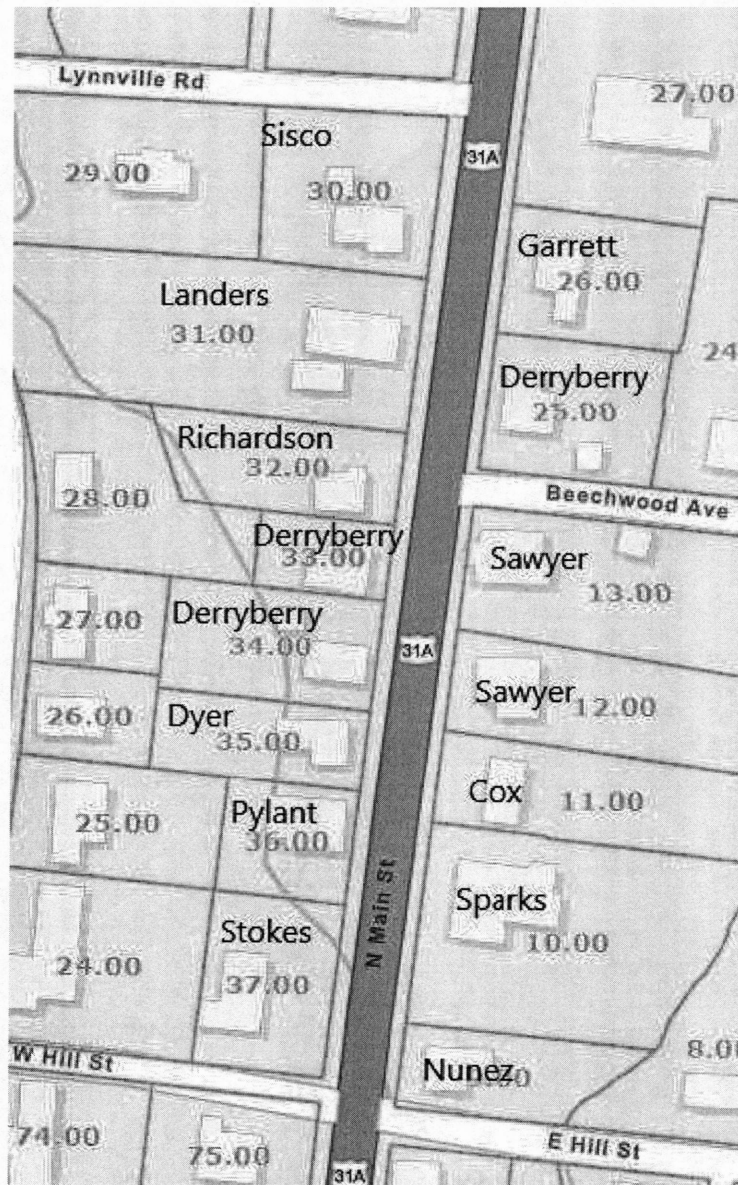 Lynnville Rd
27.00
Sisco
31A
29.00
30.00
Garrett
26.00
Landers
31.00
24
Derryberry
25.00
Richardson
32.00
28.00
Beechwood Ave
Derryberry
33.00
Sawyer
13.00
27.00
Derryberry
34.00
31A
26.00
Dyer
35.00
Sawyer
12.00
25.00
Pylant
36.00
Cox
11.00
N Main St
Sparks
10.00
Stokes
24.00
37.00
W Hill St
Nunez
8.0
74.00
75.00
E Hill St
31A